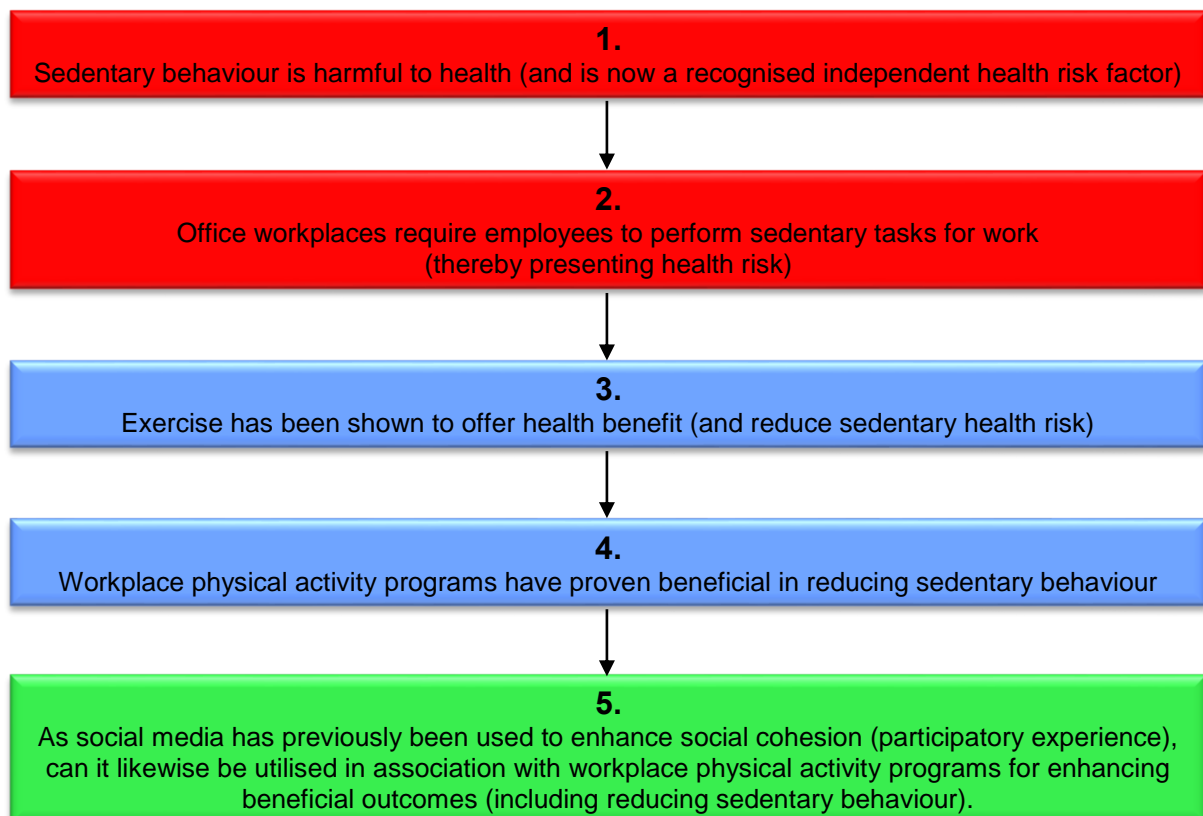 1.
Sedentary behaviour is harmful to health (and is now a recognised independent health risk factor)
2.
Office workplaces require employees to perform sedentary tasks for work
(thereby presenting health risk)
3.
Exercise has been shown to offer health benefit (and reduce sedentary health risk)
4.
Workplace physical activity programs have proven beneficial in reducing sedentary behaviour
5.
As social media has previously been used to enhance social cohesion (participatory experience),
can it likewise be utilised in association with workplace physical activity programs for enhancing
beneficial outcomes (including reducing sedentary behaviour).